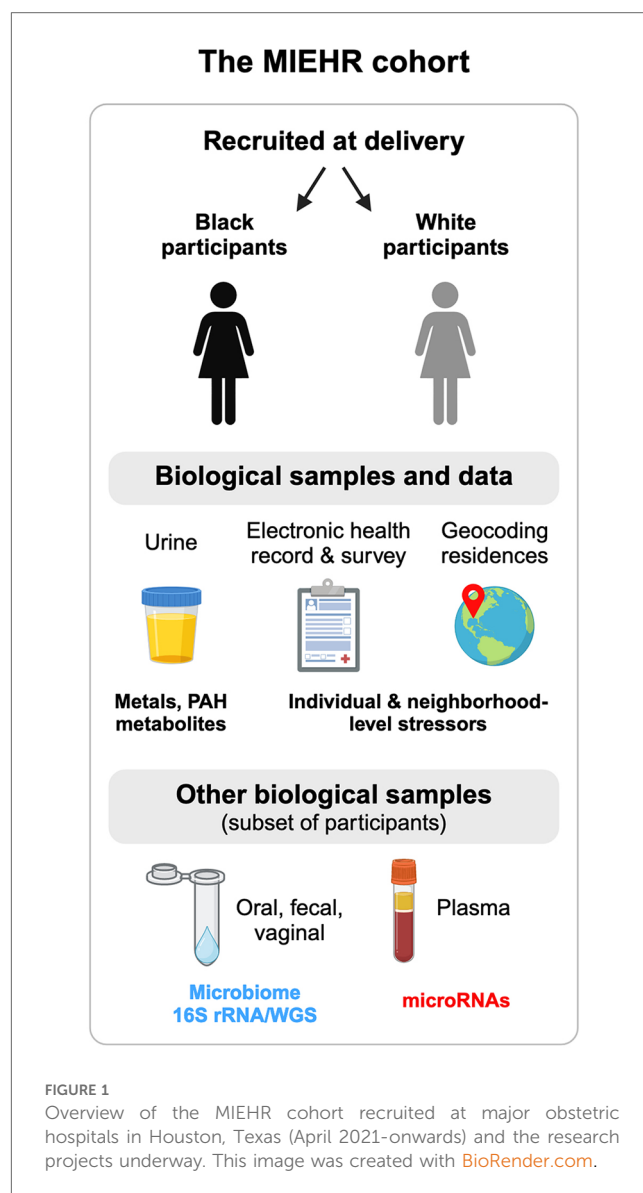 The MIEHR cohort
Recruited at delivery
Black
participants
White
participants
Biological samples and data
Urine
Electronic health
record & survey
Geocoding
residences
Metals, PAH
metabolites
Individual & neighborhood-
level stressors
Other biological samples
(subset of participants)
Oral, fecal,
vaginal
Plasma
Microbiome
16S rRNA/WGS
microRNAs
FIGURE 1
Overview of the MIEHR cohort recruited at major obstetric
hospitals in Houston, Texas (April 2021-onwards) and the research
projects underway. This image was created with BioRender.com.